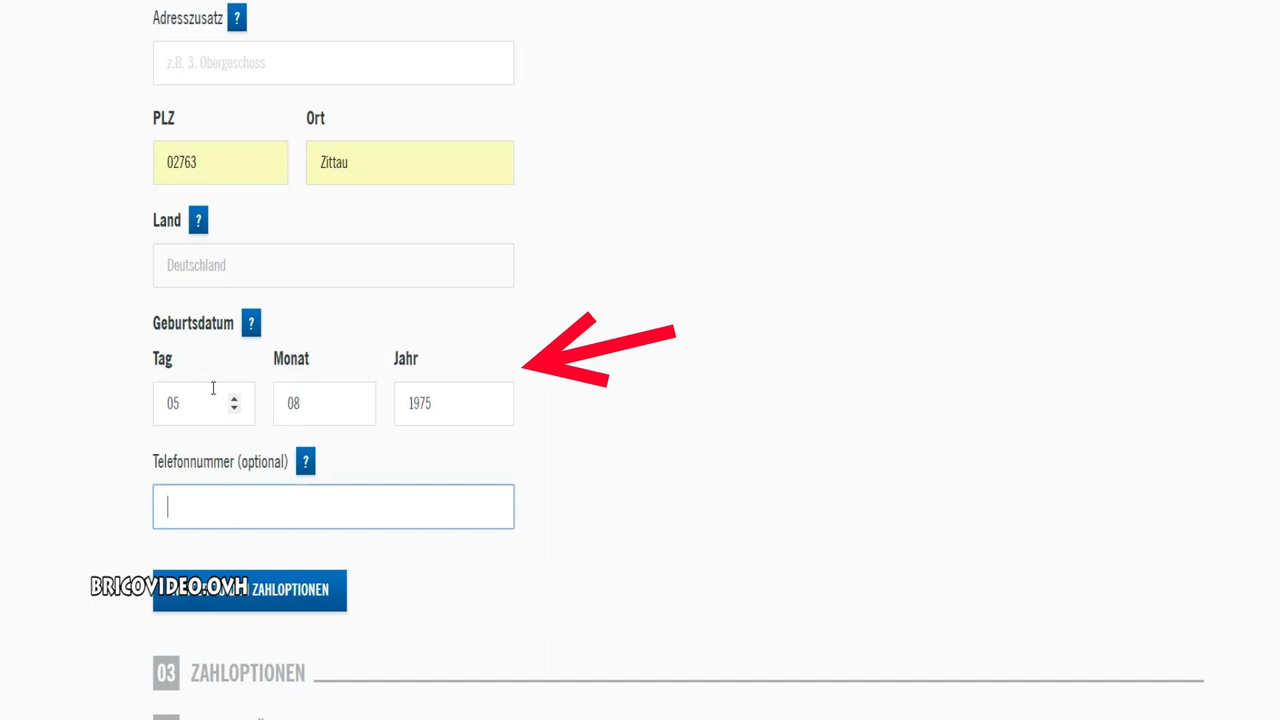 Adresszusatz ?
z.B. 3. Obergeschoss
PLZ Ort
02763 Zittau
Land ?
Deutschland
Geburtsdatum ?
Tag Monat Jahr
05 08 1975
Telefonnummer (optional) ?
BRICOVIDEO.OVH ZAHLOPTIONEN
03 ZAHLOPTIONEN